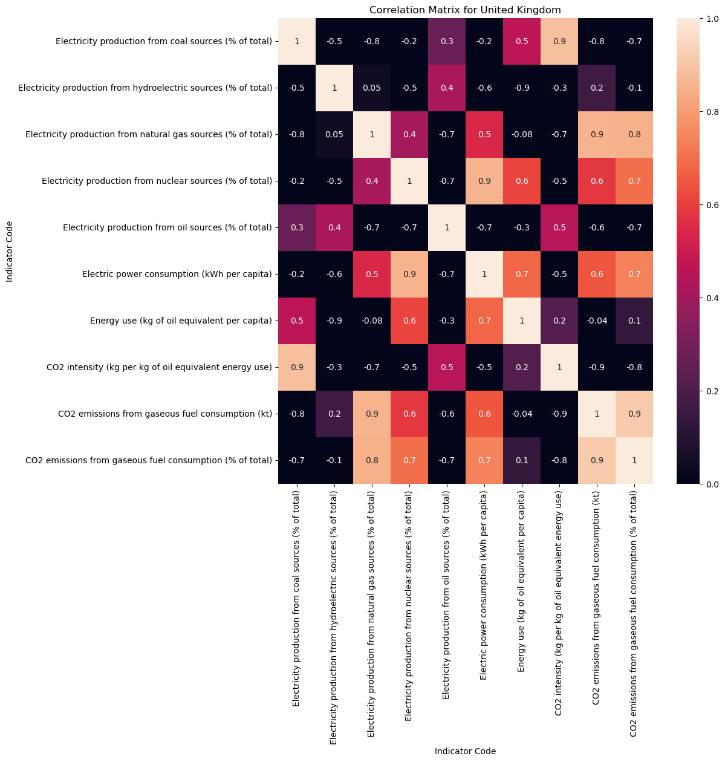 Correlation Matrix for United Kingdom
Electricity production from coal sources (% of total) 1 -0.5 -0.8 -0.2 0.3 -0.2 0.5 0.9 -0.8 -0.7
Electricity production from hydroelectric sources (% of total) -0.5 1 0.05 -0.5 0.4 -0.6 -0.9 -0.3 0.2 -0.1
Electricity production from natural gas sources (% of total) -0.8 0.05 1 0.4 -0.7 0.5 -0.08 -0.7 0.9 0.8
Electricity production from nuclear sources (% of total) -0.2 -0.5 0.4 1 -0.7 0.9 0.6 -0.5 0.6 0.7
Electricity production from oil sources (% of total) 0.3 0.4 -0.7 -0.7 1 -0.7 -0.3 0.5 -0.6 -0.7
Electric power consumption (kWh per capita) -0.2 -0.6 0.5 0.9 -0.7 1 0.7 -0.5 0.6 0.7
Energy use (kg of oil equivalent per capita) 0.5 -0.9 -0.08 0.6 -0.3 0.7 1 0.2 -0.04 0.1
CO2 intensity (kg per kg of oil equivalent energy use) 0.9 -0.3 -0.7 -0.5 0.5 -0.5 0.2 1 -0.9 -0.8
CO2 emissions from gaseous fuel consumption (kt) -0.8 0.2 0.9 0.6 -0.6 0.6 -0.04 -0.9 1 0.9
CO2 emissions from gaseous fuel consumption (% of total) -0.7 -0.1 0.8 0.7 -0.7 0.7 0.1 -0.8 0.9 1
Indicator Code
Electricity production from coal sources (% of total)
Electricity production from hydroelectric sources (% of total)
Electricity production from natural gas sources (% of total)
Electricity production from nuclear sources (% of total)
Electricity production from oil sources (% of total)
Electric power consumption (kWh per capita)
Energy use (kg of oil equivalent per capita)
CO2 intensity (kg per kg of oil equivalent energy use)
CO2 emissions from gaseous fuel consumption (kt)
CO2 emissions from gaseous fuel consumption (% of total)
Indicator Code
1.0
0.8
0.6
0.4
0.2
0.0